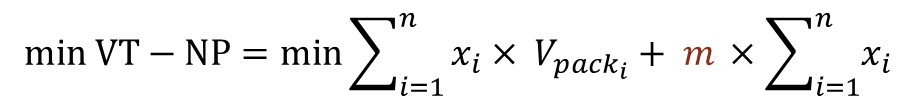 min VT − NP = min ∑ⁿᵢ₌₁ xᵢ × V_packᵢ + m × ∑ⁿᵢ₌₁ xᵢ